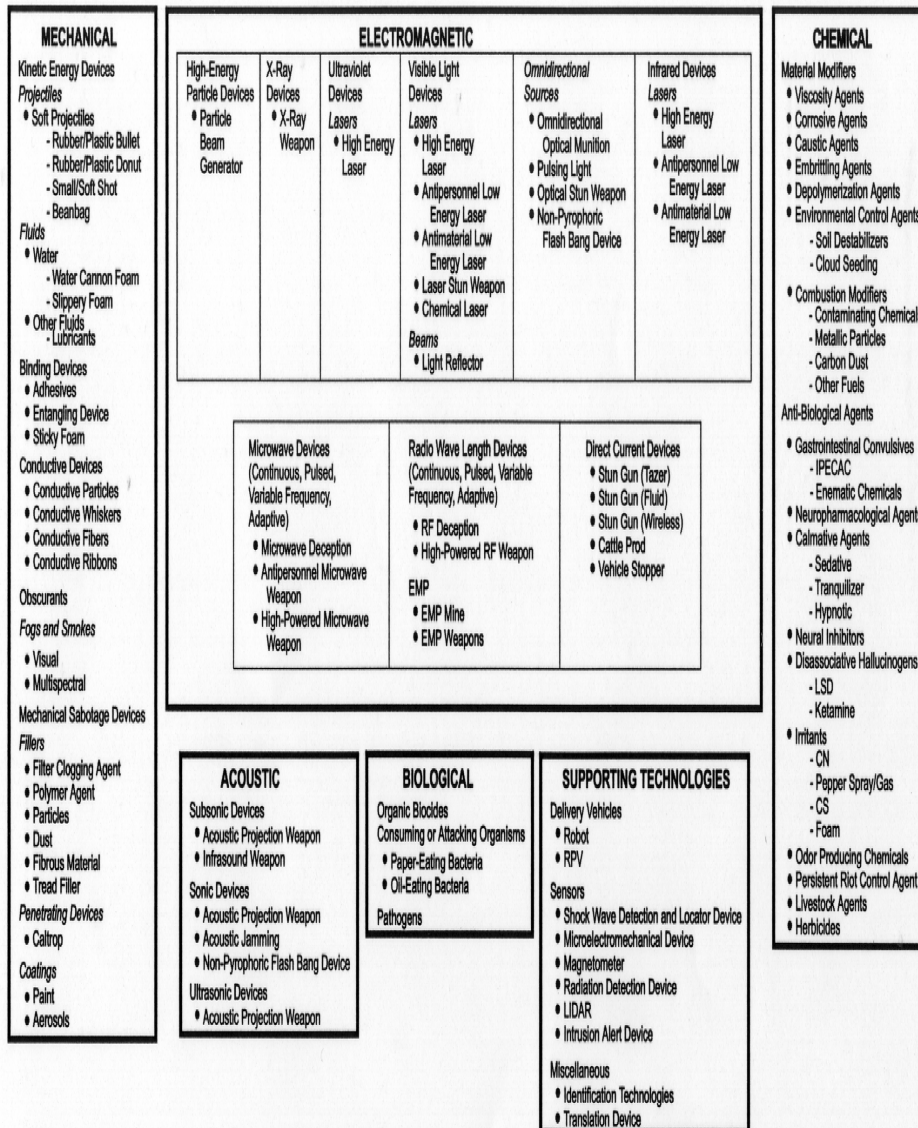 MECHANICAL
Kinetic Energy Devices
Projectiles
• Soft Projectiles
- Rubber/Plastic Bullet
- Rubber/Plastic Donut
- Small/Soft Shot
- Beanbag
Fluids
• Water
- Water Cannon Foam
- Slippery Foam
• Other Fluids
- Lubricants
Binding Devices
• Adhesives
• Entangling Device
• Sticky Foam
Conductive Devices
• Conductive Particles
• Conductive Whiskers
• Conductive Fibers
• Conductive Ribbons
Obscurants
Fogs and Smokes
• Visual
• Multispectral
Mechanical Sabotage Devices
Fillers
• Filter Clogging Agent
• Polymer Agent
• Particles
• Dust
• Fibrous Material
• Tread Filler
Penetrating Devices
• Caltrop
Coatings
• Paint
• Aerosols
ELECTROMAGNETIC
High-Energy
Particle Devices
• Particle
Beam
Generator
X-Ray
Devices
• X-Ray
Weapon
Ultraviolet
Devices
Lasers
• High Energy
Laser
Visible Light
Devices
Lasers
• High Energy
Laser
• Antipersonnel Low
Energy Laser
• Antimaterial Low
Energy Laser
• Laser Stun Weapon
• Chemical Laser
Beams
• Light Reflector
Omnidirectional
Sources
• Omnidirectional
Optical Munition
• Pulsing Light
• Optical Stun Weapon
• Non-Pyrophoric
Flash Bang Device
Infrared Devices
Lasers
• High Energy
Laser
• Antipersonnel Low
Energy Laser
• Antimaterial Low
Energy Laser
Microwave Devices
(Continuous, Pulsed,
Variable Frequency,
Adaptive)
• Microwave Deception
• Antipersonnel Microwave
Weapon
• High-Powered Microwave
Weapon
Radio Wave Length Devices
(Continuous, Pulsed, Variable
Frequency, Adaptive)
• RF Deception
• High-Powered RF Weapon
EMP
• EMP Mine
• EMP Weapons
Direct Current Devices
• Stun Gun (Tazer)
• Stun Gun (Fluid)
• Stun Gun (Wireless)
• Cattle Prod
• Vehicle Stopper
ACOUSTIC
Subsonic Devices
• Acoustic Projection Weapon
• Infrasound Weapon
Sonic Devices
• Acoustic Projection Weapon
• Acoustic Jamming
• Non-Pyrophoric Flash Bang Device
Ultrasonic Devices
• Acoustic Projection Weapon
BIOLOGICAL
Organic Biocides
Consuming or Attacking Organisms
• Paper-Eating Bacteria
• Oil-Eating Bacteria
Pathogens
SUPPORTING TECHNOLOGIES
Delivery Vehicles
• Robot
• RPV
Sensors
• Shock Wave Detection and Locator Device
• Microelectromechanical Device
• Magnetometer
• Radiation Detection Device
• LIDAR
• Intrusion Alert Device
Miscellaneous
• Identification Technologies
• Translation Device
CHEMICAL
Material Modifiers
• Viscosity Agents
• Corrosive Agents
• Caustic Agents
• Embrittling Agents
• Depolymerization Agents
• Environmental Control Agents
- Soil Destabilizers
- Cloud Seeding
• Combustion Modifiers
- Contaminating Chemical
- Metallic Particles
- Carbon Dust
- Other Fuels
Anti-Biological Agents
• Gastrointestinal Convulsives
- IPECAC
- Enematic Chemicals
• Neuropharmacological Agent
• Calmative Agents
- Sedative
- Tranquilizer
- Hypnotic
• Neural Inhibitors
• Disassociative Hallucinogens
- LSD
- Ketamine
• Irritants
- CN
- Pepper Spray/Gas
- CS
- Foam
• Odor Producing Chemicals
• Persistent Riot Control Agent
• Livestock Agents
• Herbicides